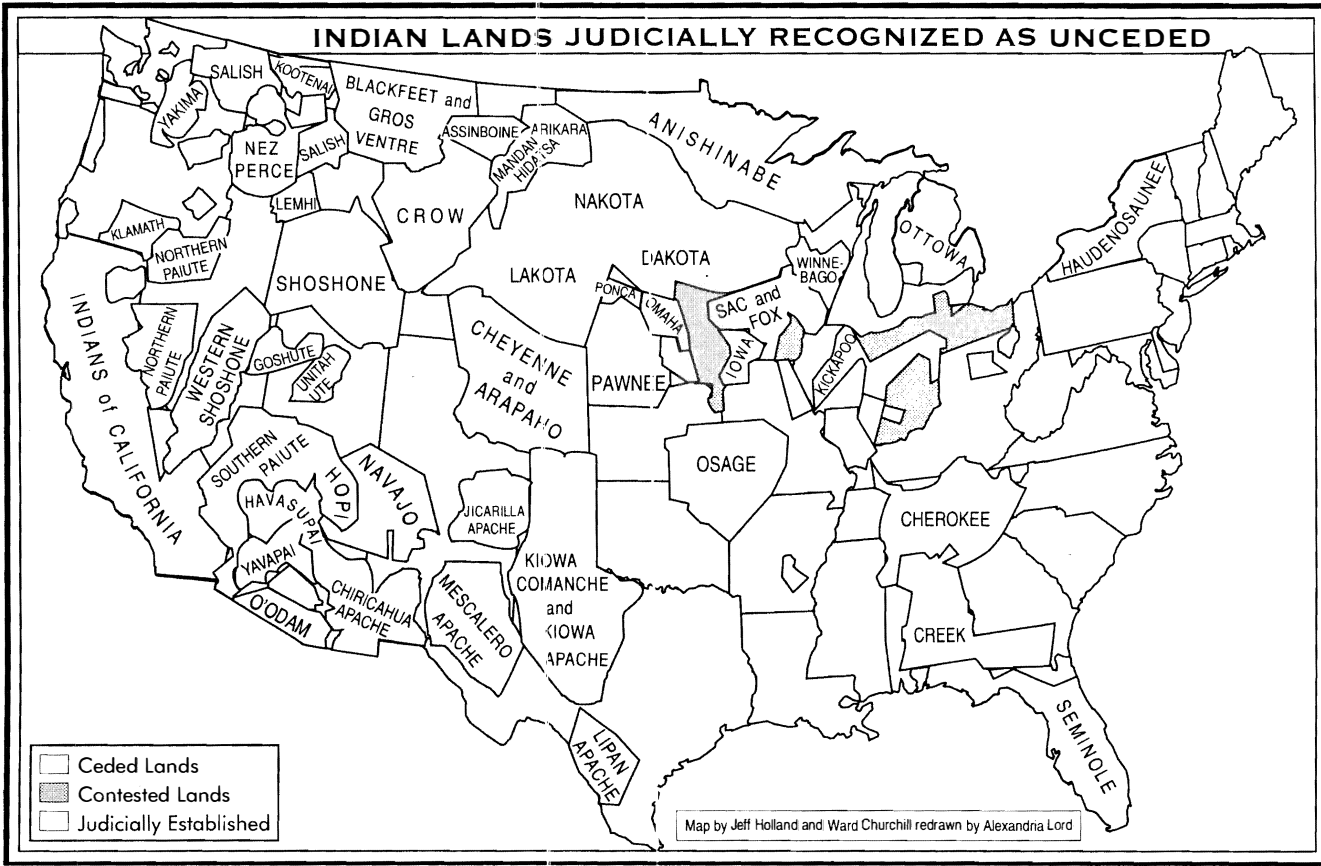 INDIAN LANDS JUDICIALLY RECOGNIZED AS UNCEDED
SALISH
KOOTENAI
YAKIMA
BLACKFEET and
GROS
VENTRE
NEZ
PERCE
SALISH
ASSINBOINE
ARIKARA
MANDAN
HIDATSA
ANISHINABE
LEMHI
CROW
NAKOTA
KLAMATH
NORTHERN
PAIUTE
SHOSHONE
LAKOTA
DAKOTA
WINNE-
BAGO
OTTOWA
HAUDENOSAUNEE
INDIANS of CALIFORNIA
NORTHERN
PAIUTE
WESTERN
SHOSHONE
GOSHUTE
UNITAH
UTE
CHEYENNE
and
ARAPAHO
PONCA
OMAHA
SAC and
FOX
IOWA
KICKAPOO
PAWNEE
SOUTHERN
PAIUTE
HAVASUPAI
HOPI
NAVAJO
JICARILLA
APACHE
OSAGE
CHEROKEE
YAVAPAI
O'ODAM
CHIRICAHUA
APACHE
MESCALERO
APACHE
KIOWA
COMANCHE
and
KIOWA
APACHE
CREEK
LIPAN
APACHE
SEMINOLE
Ceded Lands
Contested Lands
Judicially Established
Map by Jeff Holland and Ward Churchill redrawn by Alexandria Lord